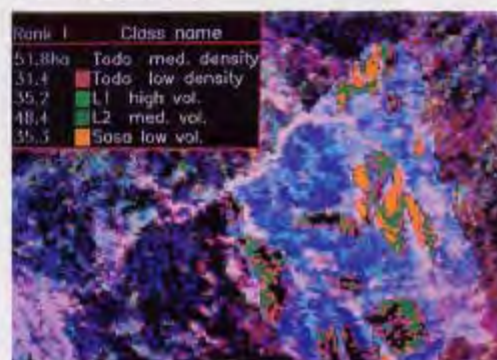 Rank I Class name
51.8ha Todo med. density
31.4 Todo low density
35.2 L1 high vol.
48.4 L2 med. vol.
35.3 Sasa low vol.